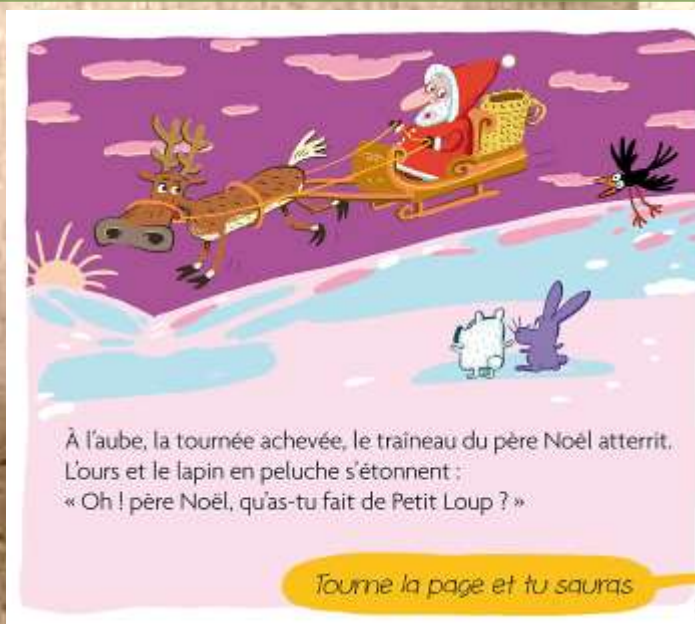 À l'aube, la tournée achevée, le traîneau du père Noël atterrit.
L'ours et le lapin en peluche s'étonnent :
« Oh ! père Noël, qu'as-tu fait de Petit Loup ? »
Tourne la page et tu sauras